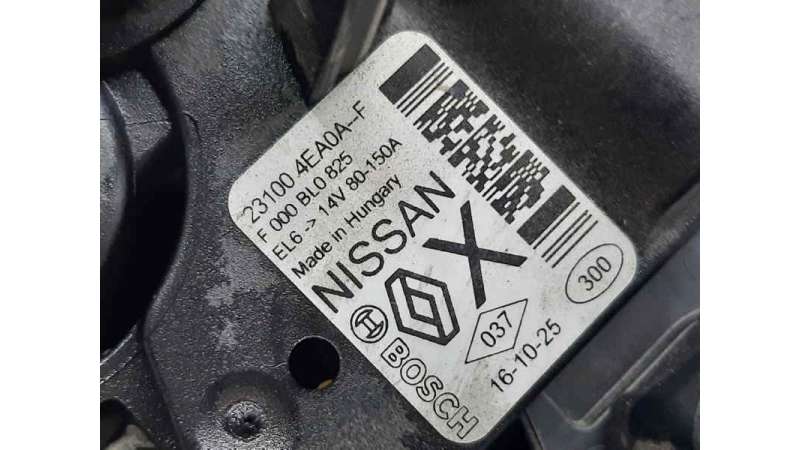 23100 4EA0A--F
F 000 BL0 825
EL6 -> 14V 80-150A
Made in Hungary
NISSAN
X
BOSCH
037
16-10-25
300